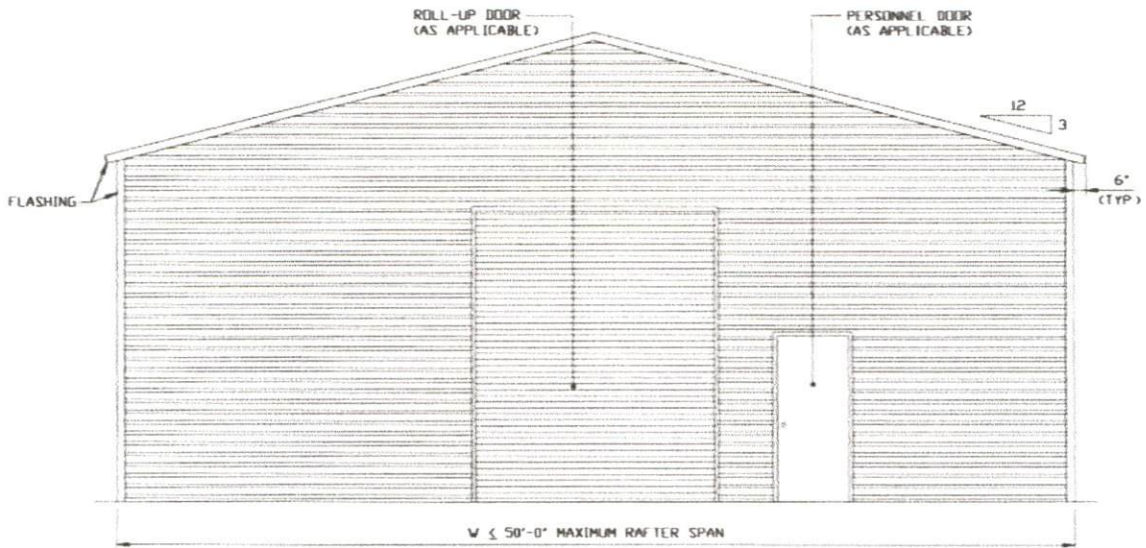 ROLL-UP DOOR
(AS APPLICABLE)
PERSONNEL DOOR
(AS APPLICABLE)
12
3
FLASHING
6"
(TYP)
W ≤ 50'-0" MAXIMUM RAFTER SPAN